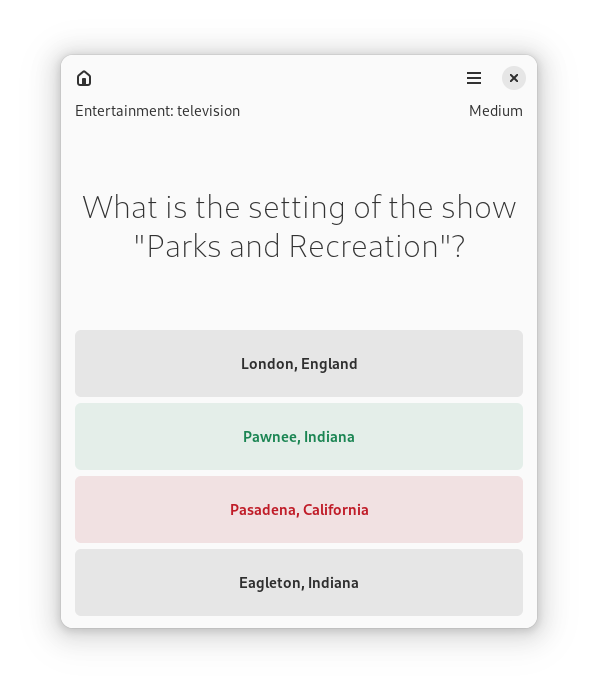 Entertainment: television
Medium
What is the setting of the show
"Parks and Recreation"?
London, England
Pawnee, Indiana
Pasadena, California
Eagleton, Indiana